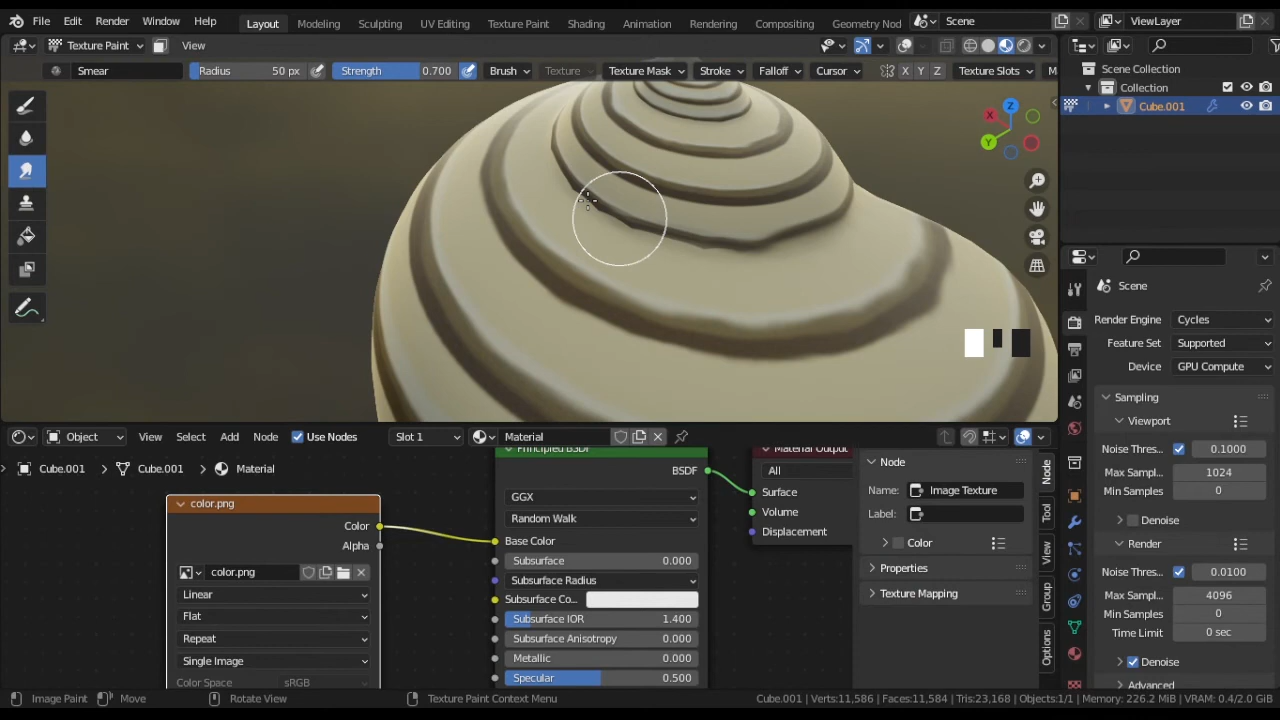 File Edit Render Window Help Layout Modeling Sculpting UV Editing Texture Paint Shading Animation Rendering Compositing Geometry Nod Scene ViewLayer
Texture Paint View
Smear Radius 50 px Strength 0.700 Brush Texture Texture Mask Stroke Falloff Cursor X Y Z Texture Slots
Scene Collection
Collection
Cube.001
X Y Z
Scene
Render Engine Cycles
Feature Set Supported
Device GPU Compute
Sampling
Viewport
Noise Thres... 0.1000
Max Sampl... 1024
Min Samples 0
Denoise
Render
Noise Thres... 0.0100
Max Sampl... 4096
Min Samples 0
Time Limit 0 sec
Denoise
Advanced
Object View Select Add Node Use Nodes Slot 1 Material
Cube.001 Cube.001 Material
color.png
Color
Alpha
color.png
Linear
Flat
Repeat
Single Image
Color Space sRGB
Principled BSDF
BSDF
GGX
Random Walk
Base Color
Subsurface 0.000
Subsurface Radius
Subsurface Co...
Subsurface IOR 1.400
Subsurface Anisotropy 0.000
Metallic 0.000
Specular 0.500
Material Output
All
Surface
Volume
Displacement
Node
Name: Image Texture
Label:
Color
Properties
Texture Mapping
Node
Tool
View
Group
Options
Image Paint Move Rotate View Texture Paint Context Menu Cube.001 | Verts:11,586 | Faces:11,584 | Tris:23,168 | Objects:1/1 | Memory: 226.2 MiB | VRAM: 0.4/2.0 GiB